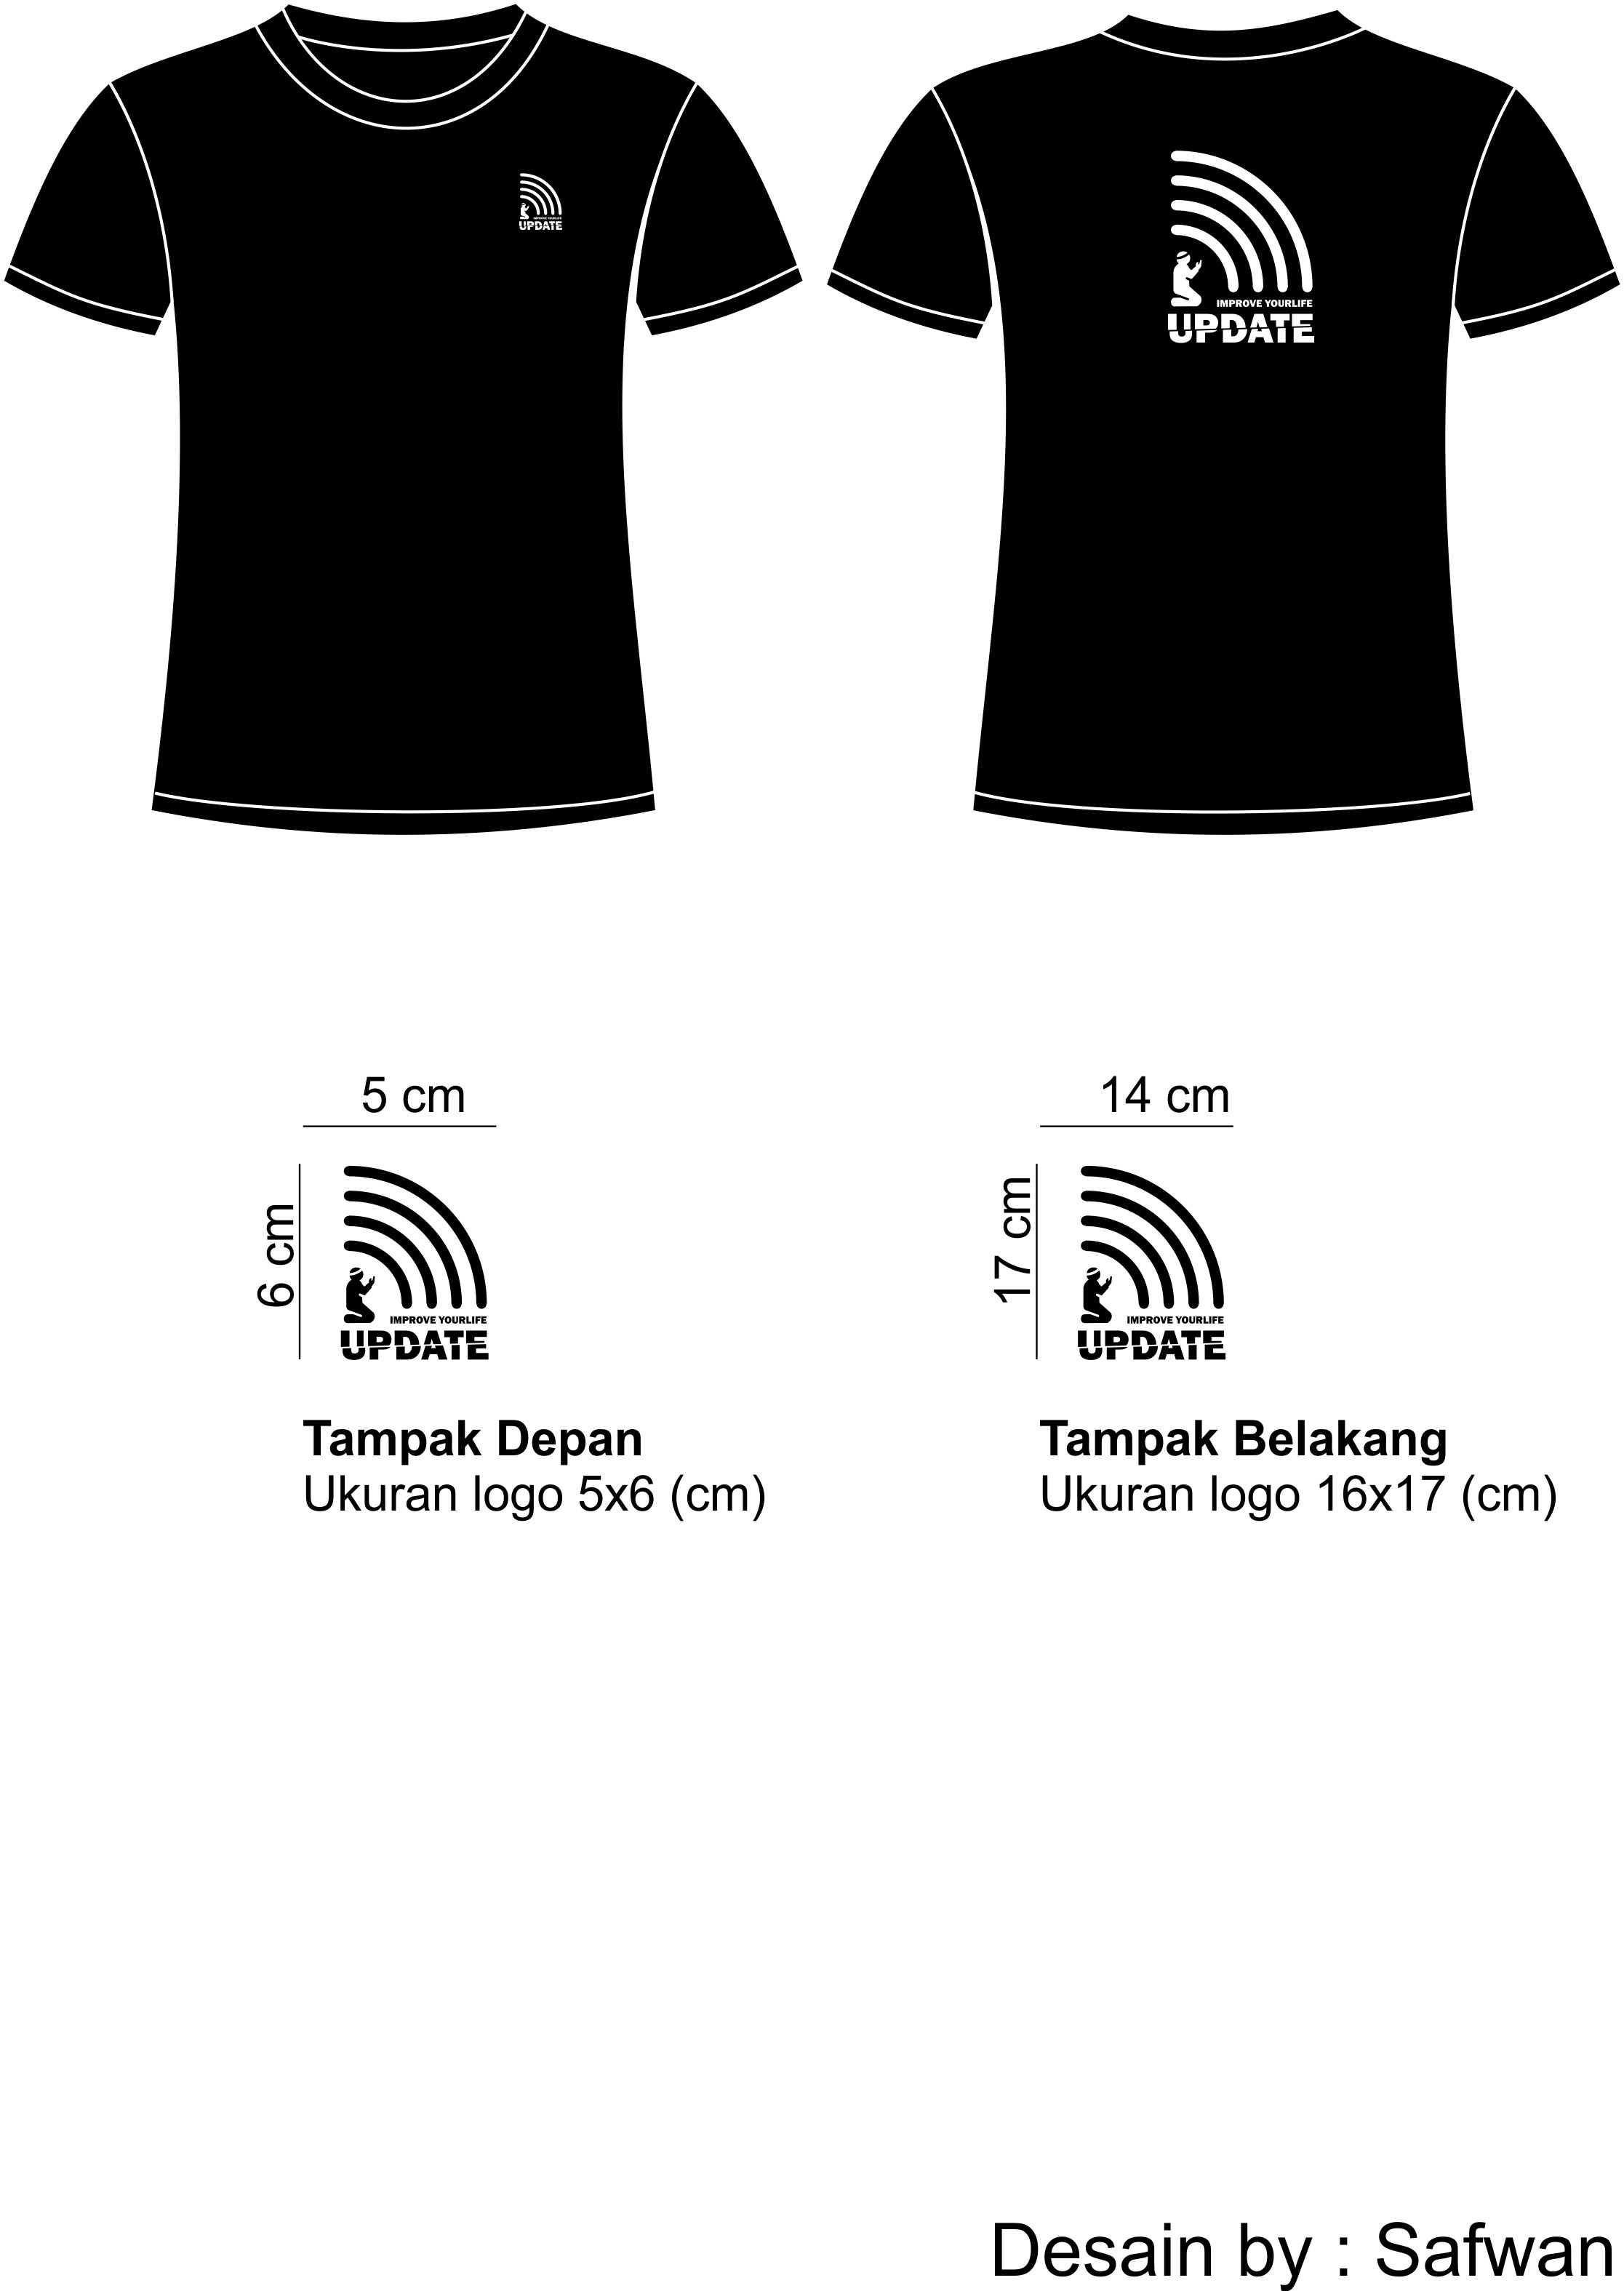 IMPROVE YOURLIFE
UPDATE
IMPROVE YOURLIFE
UPDATE
5 cm
6 cm
IMPROVE YOURLIFE
UPDATE
Tampak Depan
Ukuran logo 5x6 (cm)
14 cm
17 cm
IMPROVE YOURLIFE
UPDATE
Tampak Belakang
Ukuran logo 16x17 (cm)
Desain by : Safwan